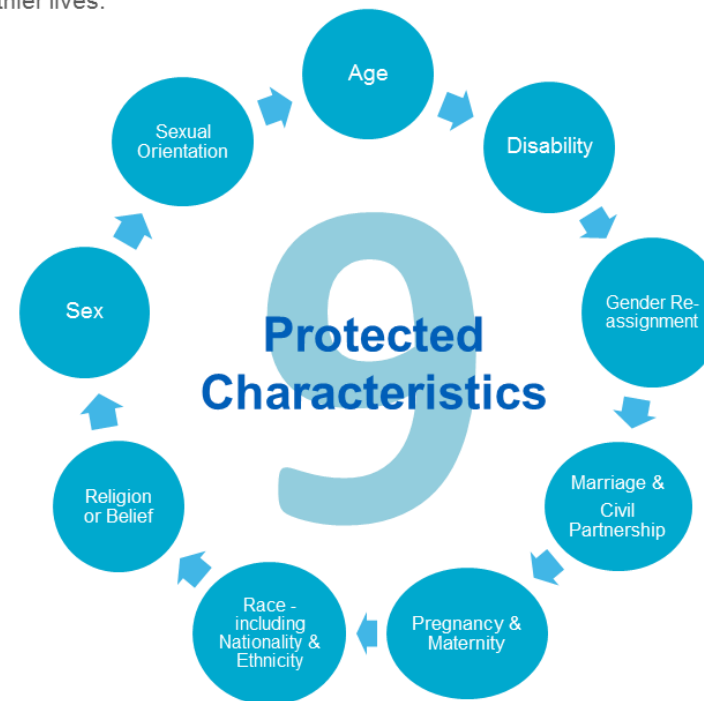 lives.
Age
Disability
Gender Re-
assignment
Marriage &
Civil
Partnership
Pregnancy &
Maternity
Race -
including
Nationality &
Ethnicity
Religion
or Belief
Sex
Sexual
Orientation
9
Protected
Characteristics